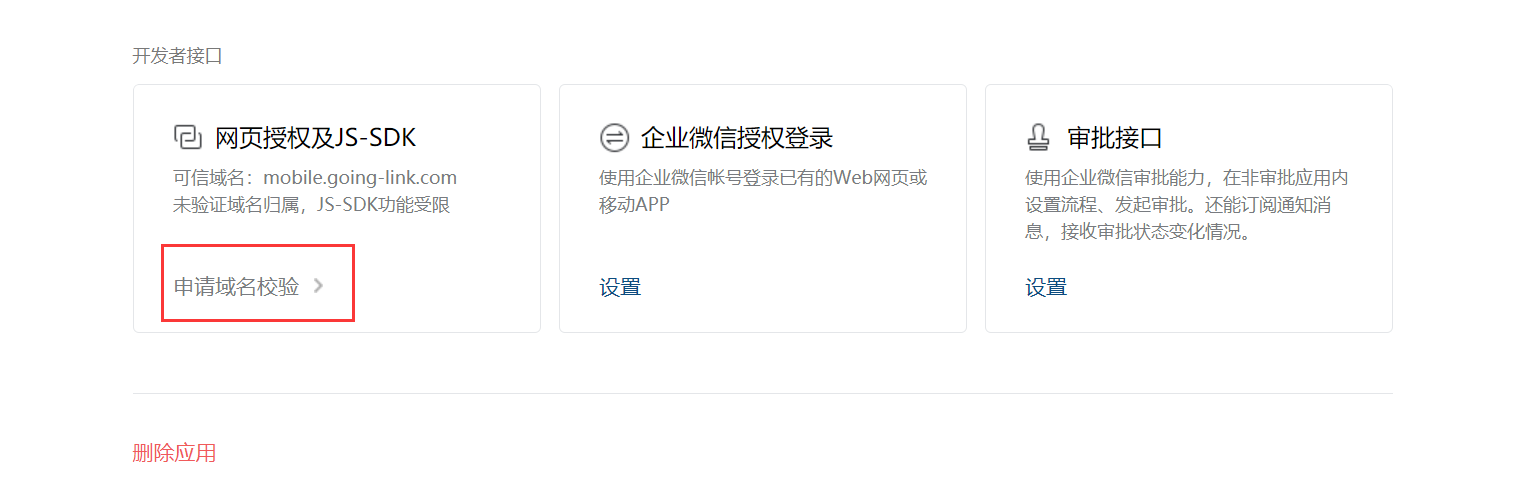 开发者接口
网页授权及JS-SDK
可信域名：mobile.going-link.com
未验证域名归属，JS-SDK功能受限
申请域名校验
企业微信授权登录
使用企业微信帐号登录已有的Web网页或
移动APP
设置
审批接口
使用企业微信审批能力，在非审批应用内
设置流程、发起审批。还能订阅通知消
息，接收审批状态变化情况。
设置
删除应用